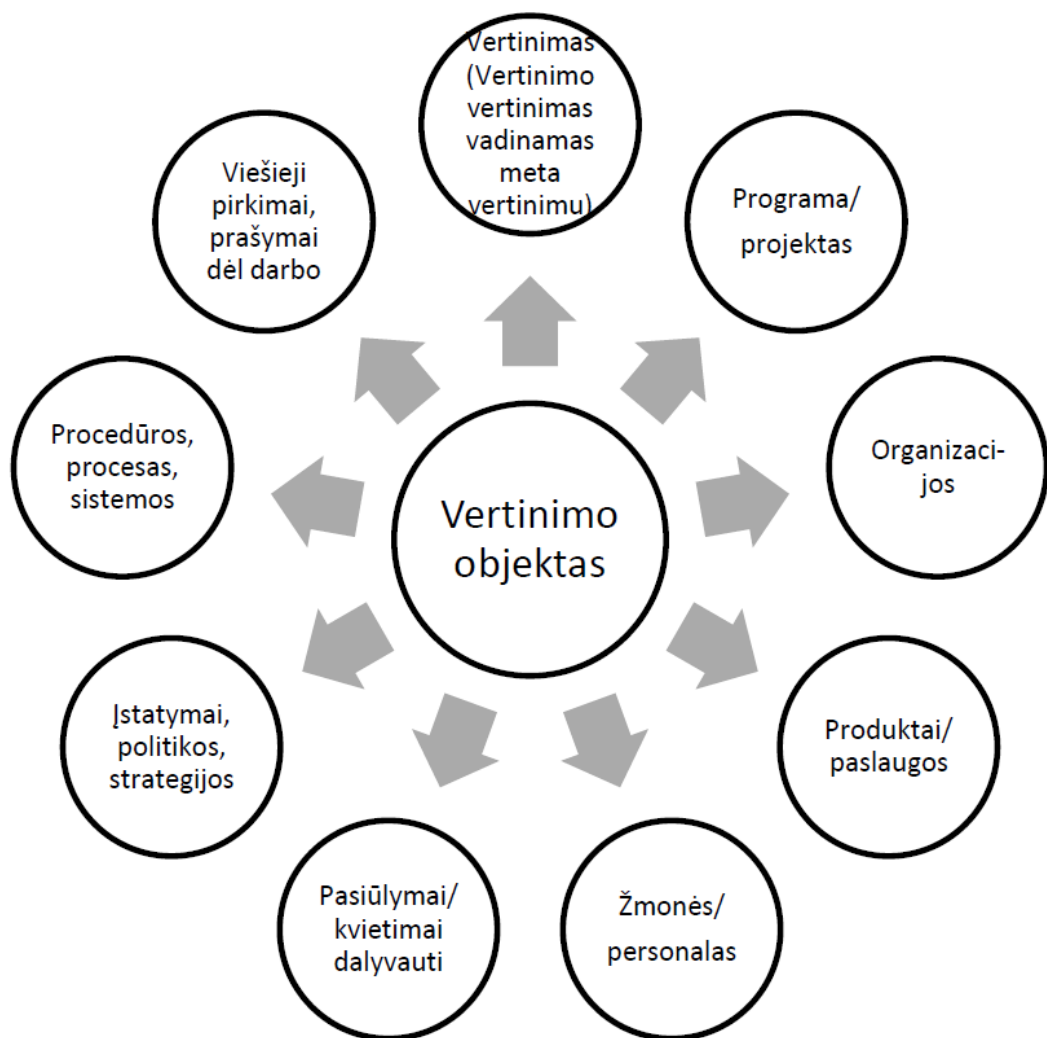 Vertinimas
(Vertinimo
vertinimas
vadinamas
meta
vertinimu)
Programa/
projektas
Organizaci-
jos
Produktai/
paslaugos
Žmonės/
personalas
Pasiūlymai/
kvietimai
dalyvauti
Įstatymai,
politikos,
strategijos
Procedūros,
procesas,
sistemos
Viešieji
pirkimai,
prašymai
dėl darbo
Vertinimo
objektas